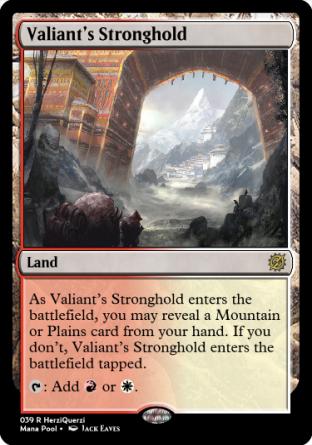 Valiant's Stronghold
Land
As Valiant's Stronghold enters the
battlefield, you may reveal a Mountain
or Plains card from your hand. If you
don't, Valiant's Stronghold enters the
battlefield tapped.
: Add or .
039 R HerziQuerzi
Mana Pool • Jack Eaves